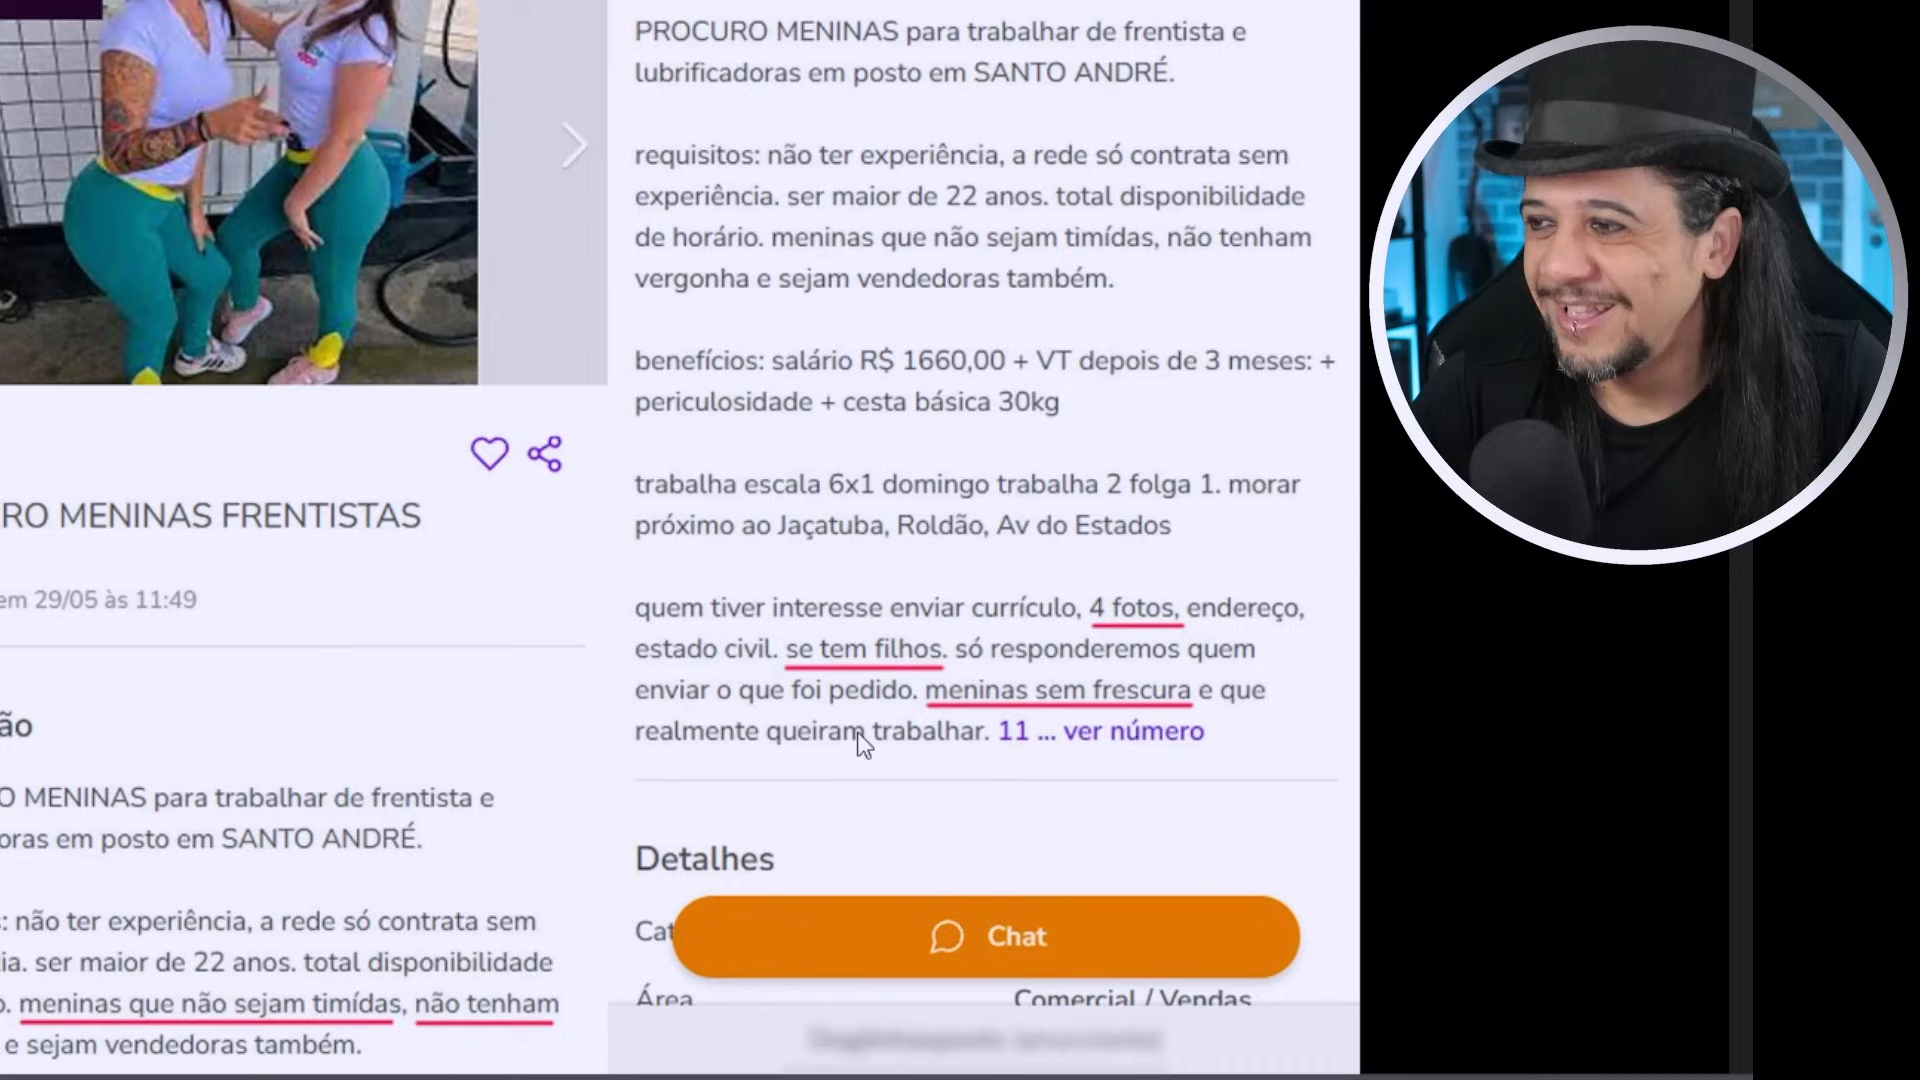 RO MENINAS FRENTISTAS
em 29/05 às 11:49
ão
O MENINAS para trabalhar de frentista e
oras em posto em SANTO ANDRÉ.
: não ter experiência, a rede só contrata sem
ia. ser maior de 22 anos. total disponibilidade
o. meninas que não sejam timídas, não tenham
e sejam vendedoras também.
PROCURO MENINAS para trabalhar de frentista e
lubrificadoras em posto em SANTO ANDRÉ.
requisitos: não ter experiência, a rede só contrata sem
experiência. ser maior de 22 anos. total disponibilidade
de horário. meninas que não sejam timídas, não tenham
vergonha e sejam vendedoras também.
benefícios: salário R$ 1660,00 + VT depois de 3 meses: +
periculosidade + cesta básica 30kg
trabalha escala 6x1 domingo trabalha 2 folga 1. morar
próximo ao Jaçatuba, Roldão, Av do Estados
quem tiver interesse enviar currículo, 4 fotos, endereço,
estado civil. se tem filhos. só responderemos quem
enviar o que foi pedido. meninas sem frescura e que
realmente queiram trabalhar. 11 ... ver número
Detalhes
Cat
Chat
Área Comercial / Vendas